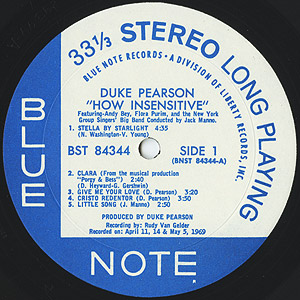 33 1/3 STEREO LONG PLAYING
BLUE NOTE RECORDS • A DIVISION OF LIBERTY RECORDS, INC.
DUKE PEARSON
"HOW INSENSITIVE"
Featuring-Andy Bey, Flora Purim, and the New York
Group Singers' Big Band Conducted by Jack Manno.
1. STELLA BY STARLIGHT 4:55
(N. Washington-V. Young)
BST 84344 SIDE 1
(BNST 84344-A)
2. CLARA (From the musical production
"Porgy & Bess") 2:40
(D. Heyward-G. Gershwin)
3. GIVE ME YOUR LOVE (D. Pearson) 3:20
4. CRISTO REDENTOR (D. Pearson) 3:50
5. LITTLE SONG (J. Manno) 2:50
PRODUCED BY DUKE PEARSON
Recording by: Rudy Van Gelder
Recorded on: April 11, 14 & May 5, 1969
BLUE
NOTE